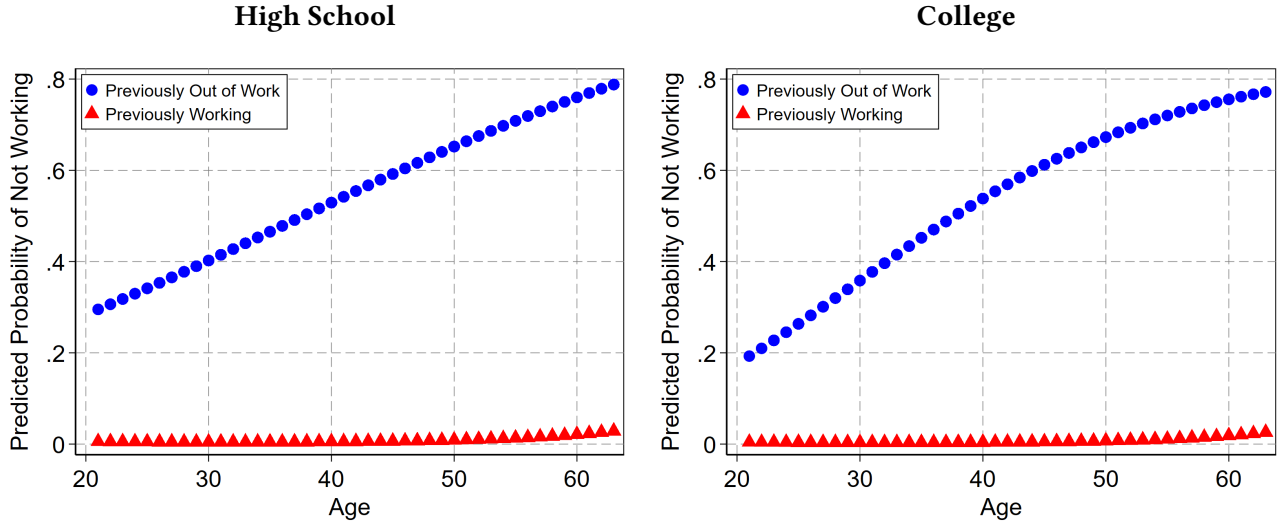 High School
Predicted Probability of Not Working
.8
.6
.4
.2
0
Previously Out of Work
Previously Working
20 30 40 50 60
Age
College
Predicted Probability of Not Working
.8
.6
.4
.2
0
Previously Out of Work
Previously Working
20 30 40 50 60
Age